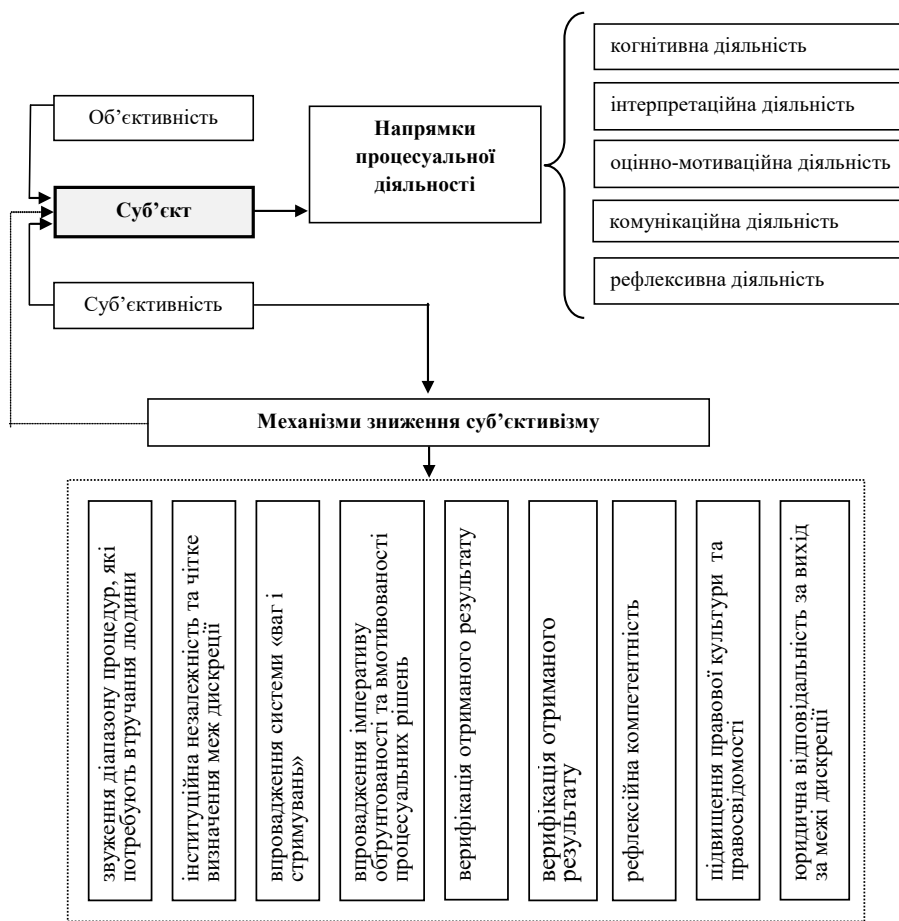 когнітивна діяльність
інтерпретаційна діяльність
оцінно-мотиваційна діяльність
комунікаційна діяльність
рефлексивна діяльність
Об’єктивність
Суб’єкт
Суб’єктивність
Напрямки
процесуальної
діяльності
Механізми зниження суб’єктивізму
звуження діапазону процедур, які
потребують втручання людини
інституційна незалежність та чітке
визначення меж дискреції
впровадження системи «ваг і
стримувань»
впровадження імперативу
обґрунтованості та вмотивованості
процесуальних рішень
верифікація отриманого результату
верифікація отриманого
результату
рефлексійна компетентність
підвищення правової культури та
правосвідомості
юридична відповідальність за вихід
за межі дискреції